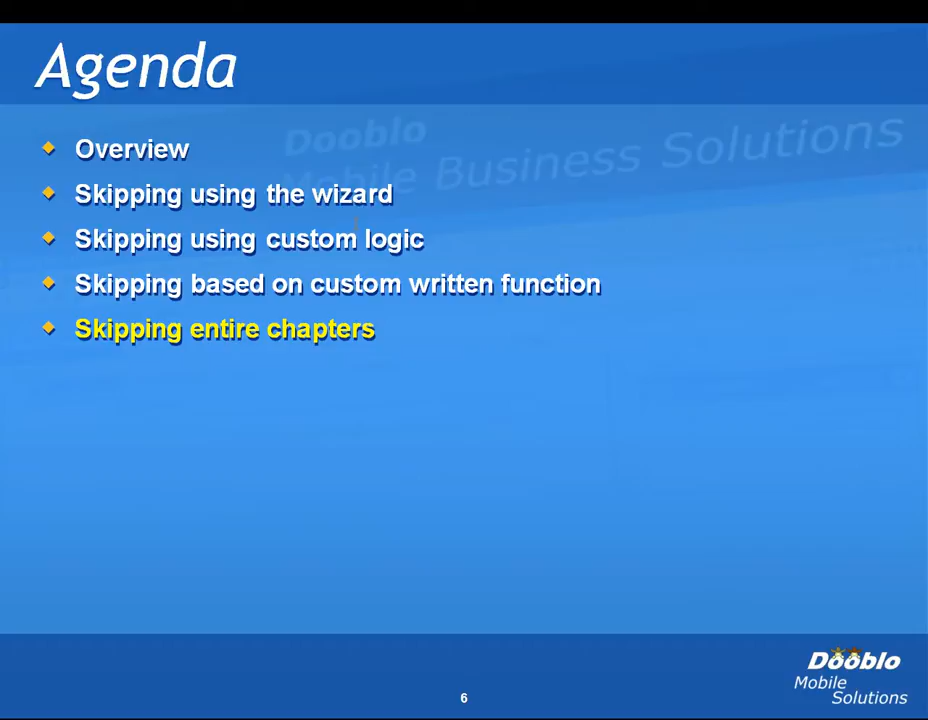 Agenda
Dooblo
Mobile Business Solutions
Overview
Skipping using the wizard
Skipping using custom logic
Skipping based on custom written function
Skipping entire chapters
Dooblo
Mobile
Solutions
6